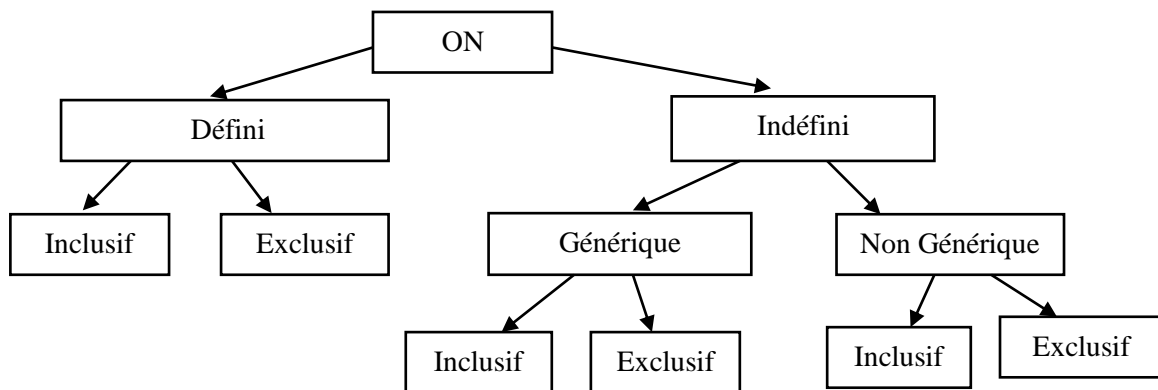 ON
Défini
Indéfini
Inclusif
Exclusif
Générique
Non Générique
Inclusif
Exclusif
Inclusif
Exclusif